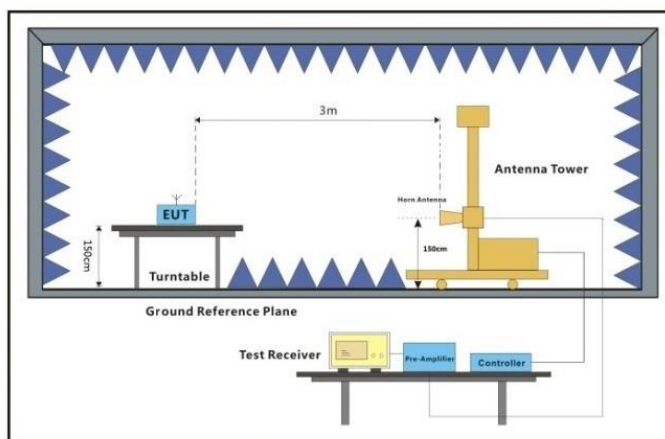 3m
Antenna Tower
Horn Antenna
EUT
150cm
150cm
Turntable
Ground Reference Plane
Test Receiver
Pre-Amplifier
Controller